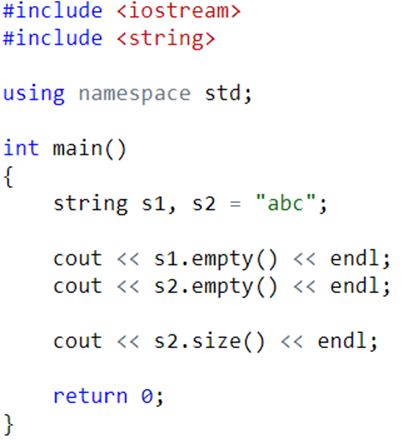 #include <iostream>
#include <string>

using namespace std;

int main()
{
    string s1, s2 = "abc";

    cout << s1.empty() << endl;
    cout << s2.empty() << endl;

    cout << s2.size() << endl;

    return 0;
}